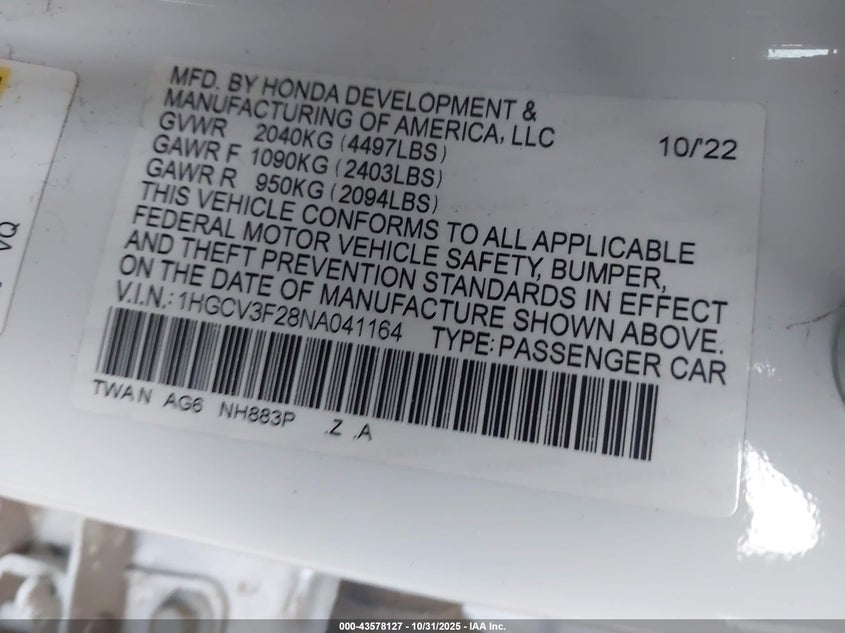 MFD. BY HONDA DEVELOPMENT &
MANUFACTURING OF AMERICA, LLC 10/'22
GVWR 2040KG (4497LBS)
GAWR F 1090KG (2403LBS)
GAWR R 950KG (2094LBS)
THIS VEHICLE CONFORMS TO ALL APPLICABLE
FEDERAL MOTOR VEHICLE SAFETY, BUMPER,
AND THEFT PREVENTION STANDARDS IN EFFECT
ON THE DATE OF MANUFACTURE SHOWN ABOVE.
V.I.N.: 1HGCV3F28NA041164 TYPE: PASSENGER CAR
TWAN AG6 NH883P .Z .A
VQ
000-43578127 - 10/31/2025 - IAA Inc.